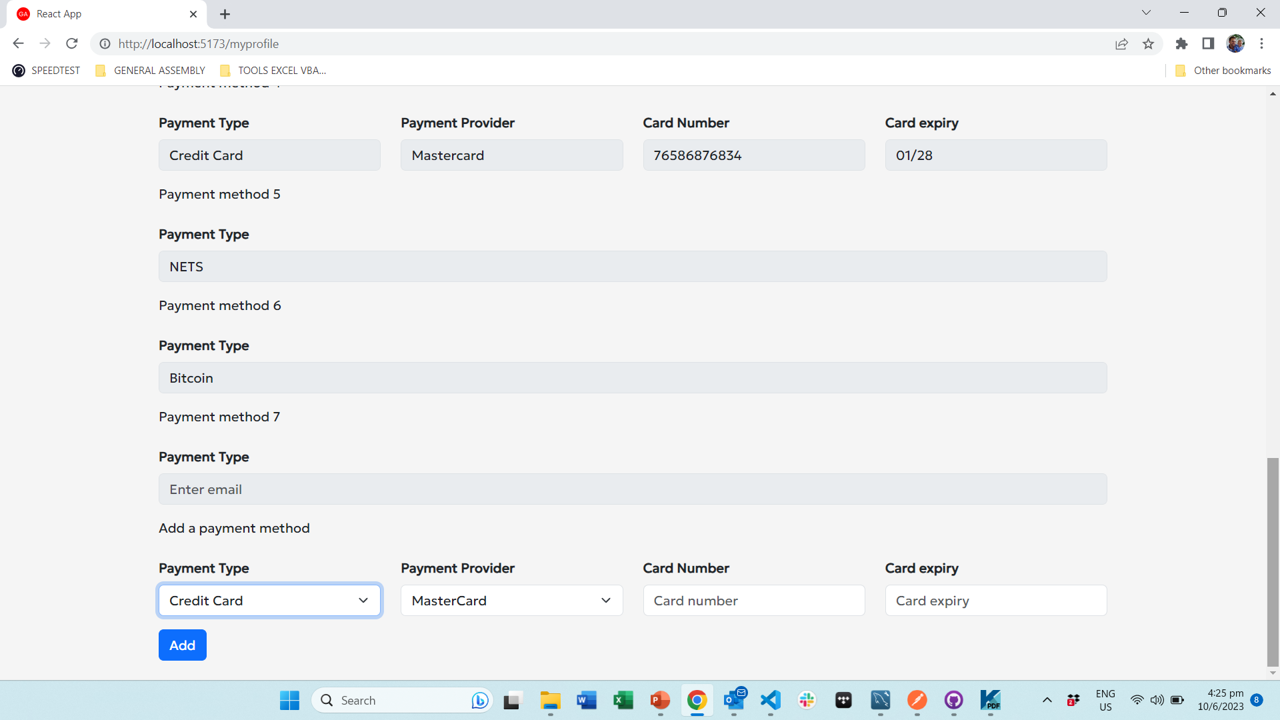 React App
http://localhost:5173/myprofile
SPEEDTEST GENERAL ASSEMBLY TOOLS EXCEL VBA... Other bookmarks
Payment Type Payment Provider Card Number Card expiry
Credit Card Mastercard 76586876834 01/28
Payment method 5
Payment Type
NETS
Payment method 6
Payment Type
Bitcoin
Payment method 7
Payment Type
Enter email
Add a payment method
Payment Type Payment Provider Card Number Card expiry
Credit Card MasterCard Card number Card expiry
Add
Search
ENG
US
4:25 pm
10/6/2023
8